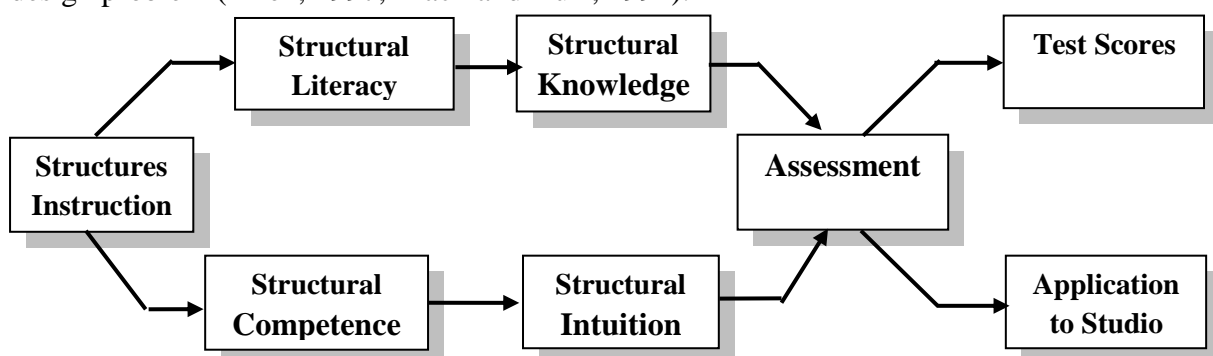 Structural
Literacy
Structural
Knowledge
Test Scores
Structures
Instruction
Assessment
Structural
Competence
Structural
Intuition
Application
to Studio